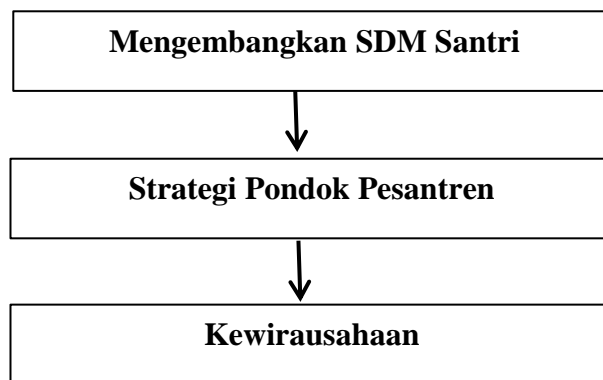 Mengembangkan SDM Santri
Strategi Pondok Pesantren
Kewirausahaan